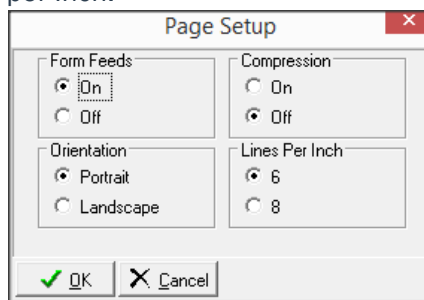 per inch.
Page Setup
Form Feeds
On
Off
Compression
On
Off
Orientation
Portrait
Landscape
Lines Per Inch
6
8
OK
Cancel